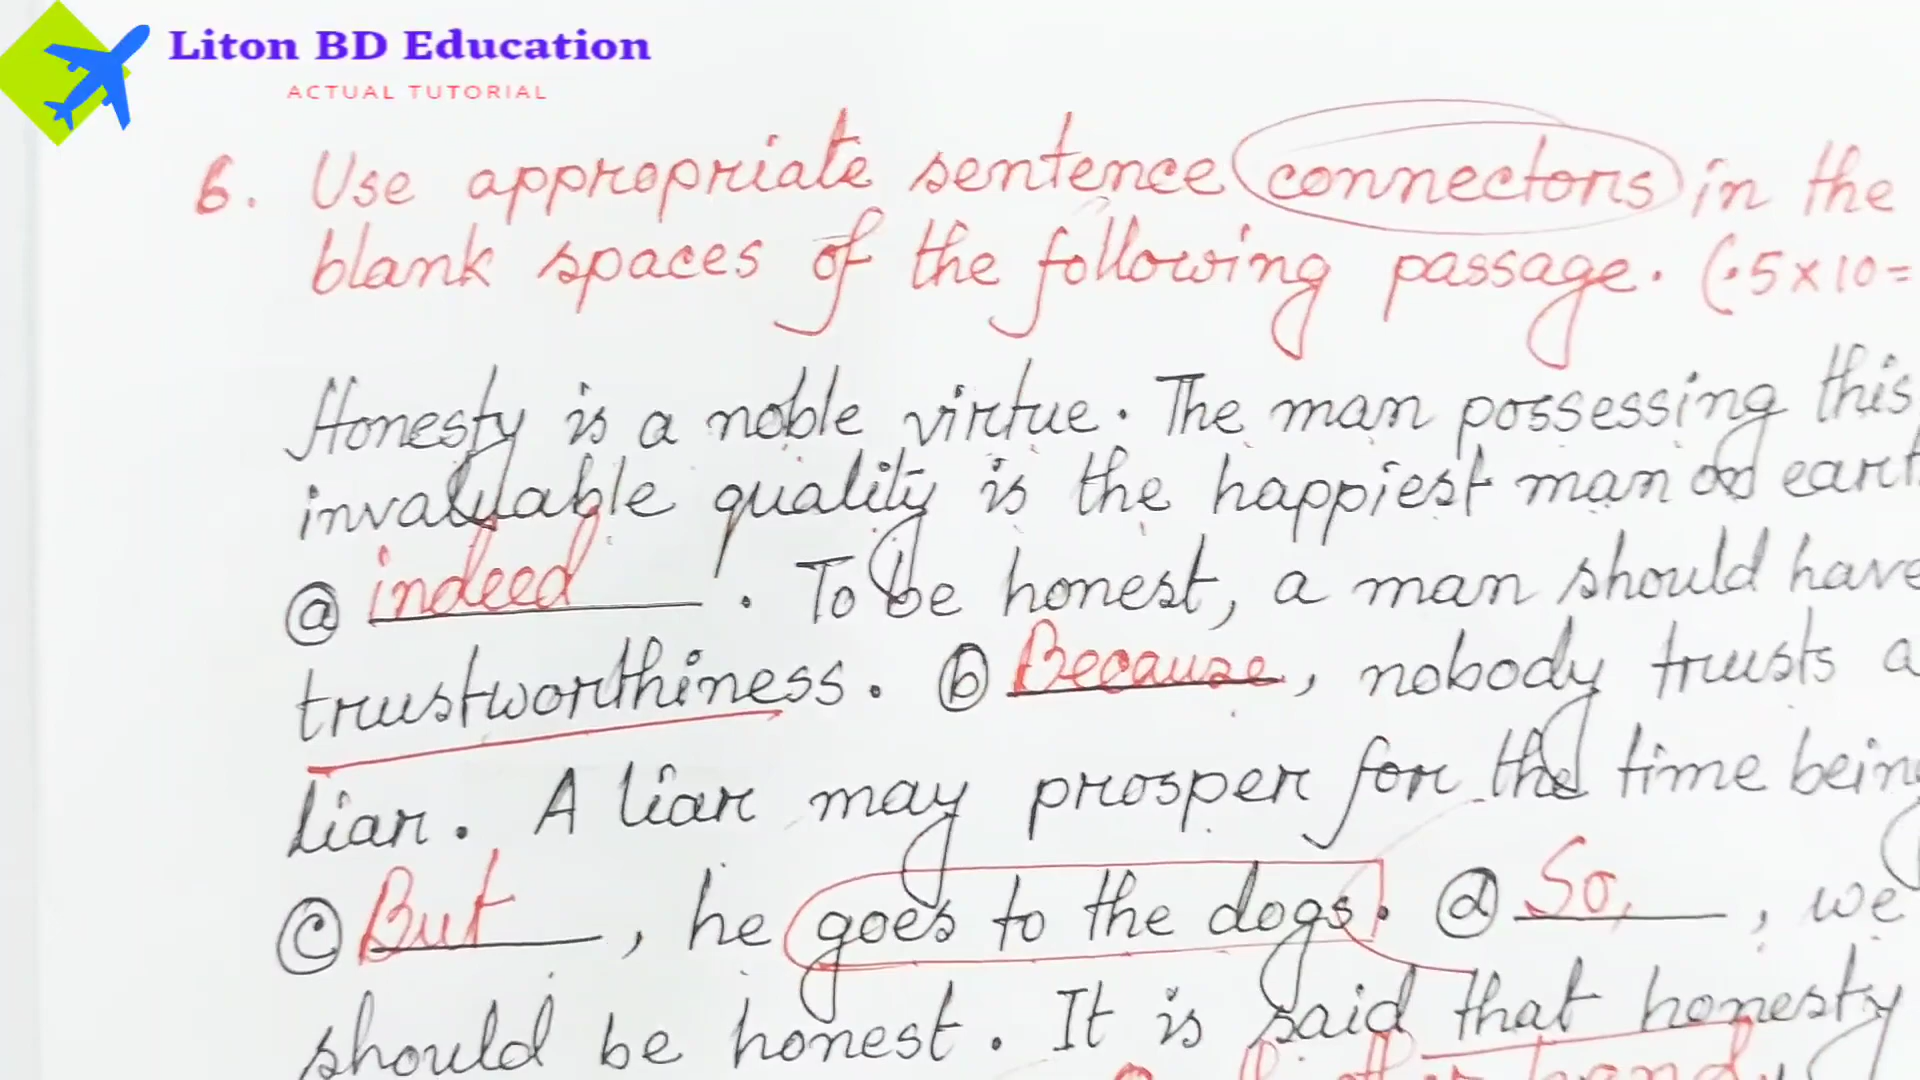 Liton BD Education
ACTUAL TUTORIAL
6. Use appropriate sentence connectors in the
blank spaces of the following passage. (.5×10=
Honesty is a noble virtue. The man possessing this
invaluable quality is the happiest man on eart
ⓐ indeed . To be honest, a man should have
trustworthiness. ⓑ Because, nobody trusts a
liar. A liar may prosper for the time being
ⓒ But , he goes to the dogs. ⓓ So, , we
should be honest. It is said that honesty
hand,